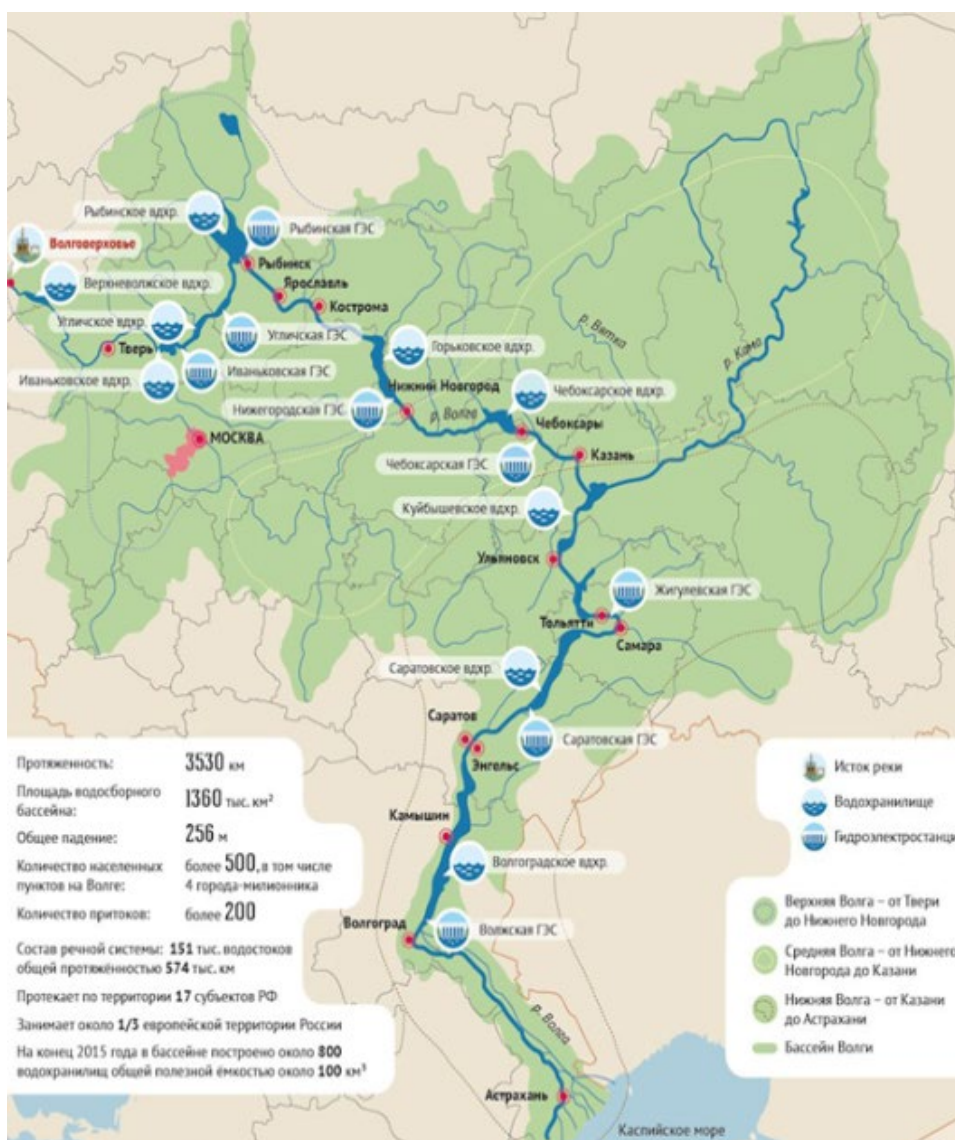 Рыбинское вдхр.
Рыбинская ГЭС
Волговерховье
Рыбинск
Верхневолжское вдхр.
Ярославль
Кострома
Угличское вдхр.
Угличская ГЭС
Тверь
Иваньковское вдхр.
Иваньковская ГЭС
Горьковское вдхр.
р. Вятка
р. Кама
Нижний Новгород
Нижегородская ГЭС
р. Волга
Чебоксарское вдхр.
Чебоксары
МОСКВА
Чебоксарская ГЭС
Казань
Куйбышевское вдхр.
Ульяновск
Жигулевская ГЭС
Тольятти
Самара
Саратовское вдхр.
Саратов
Саратовская ГЭС
Энгельс
Камышин
Волгоградское вдхр.
Волгоград
Волжская ГЭС
р. Волга
Астрахань
Каспийское море
Протяженность: 3530 км
Площадь водосборного
бассейна: 1360 тыс. км²
Общее падение: 256 м
Количество населенных
пунктов на Волге:
более 500, в том числе
4 города-милионника
Количество притоков: более 200
Состав речной системы: 151 тыс. водостоков
общей протяжённостью 574 тыс. км
Протекает по территории 17 субъектов РФ
Занимает около 1/3 европейской территории России
На конец 2015 года в бассейне построено около 800
водохранилищ общей полезной ёмкостью около 100 км³
Исток реки
Водохранилище
Гидроэлектростанци
Верхняя Волга – от Твери
до Нижнего Новгорода
Средняя Волга – от Нижнего
Новгорода до Казани
Нижняя Волга – от Казани
до Астрахани
Бассейн Волги